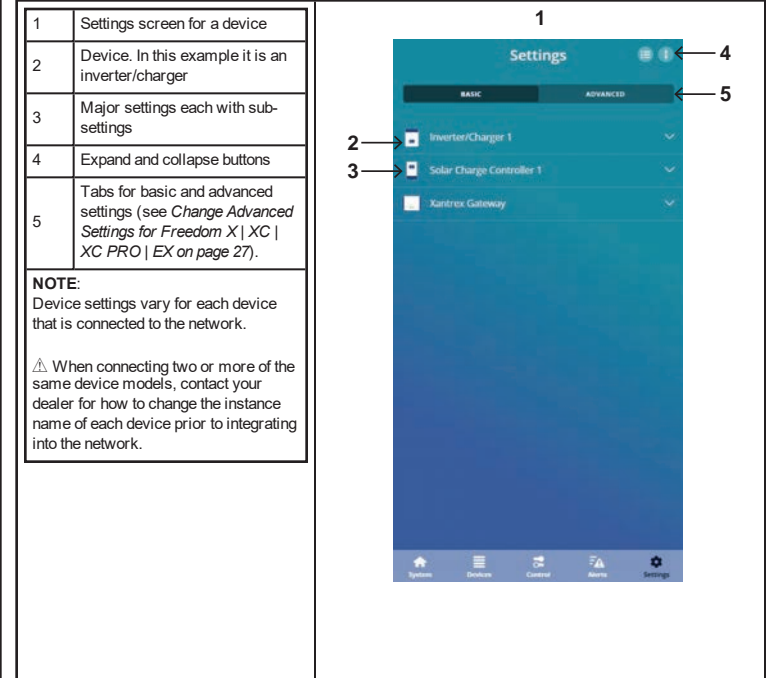 1
Settings screen for a device
2
Device. In this example it is an
inverter/charger
3
Major settings each with sub-
settings
4
Expand and collapse buttons
5
Tabs for basic and advanced
settings (see Change Advanced
Settings for Freedom X | XC |
XC PRO | EX on page 27).
NOTE:
Device settings vary for each device
that is connected to the network.
⚠ When connecting two or more of the
same device models, contact your
dealer for how to change the instance
name of each device prior to integrating
into the network.
1
Settings
4
BASIC ADVANCED
5
2
Inverter/Charger 1
3
Solar Charge Controller 1
Xantrex Gateway
System Devices Control Alerts Settings